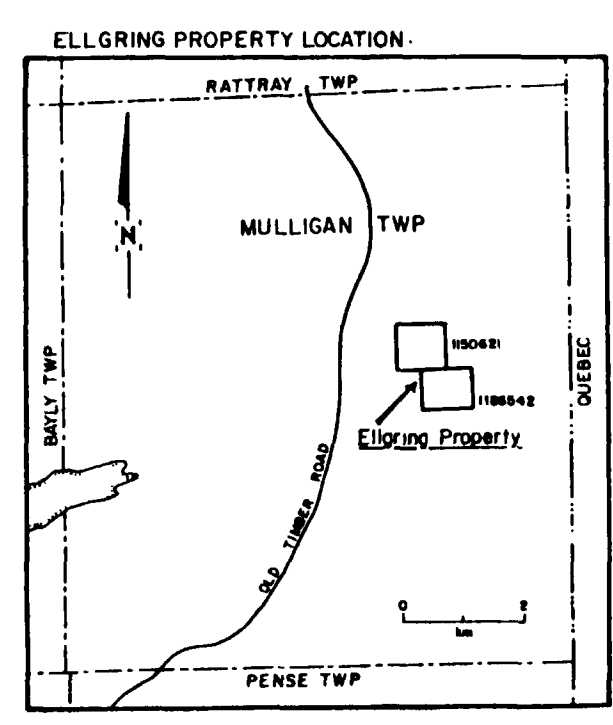 ELLGRING PROPERTY LOCATION.
RATTRAY TWP
N
MULLIGAN TWP
BAYLY TWP
QUEBEC
1150621
1186542
Ellgring Property
OLD TIMBER ROAD
0 2
km
PENSE TWP